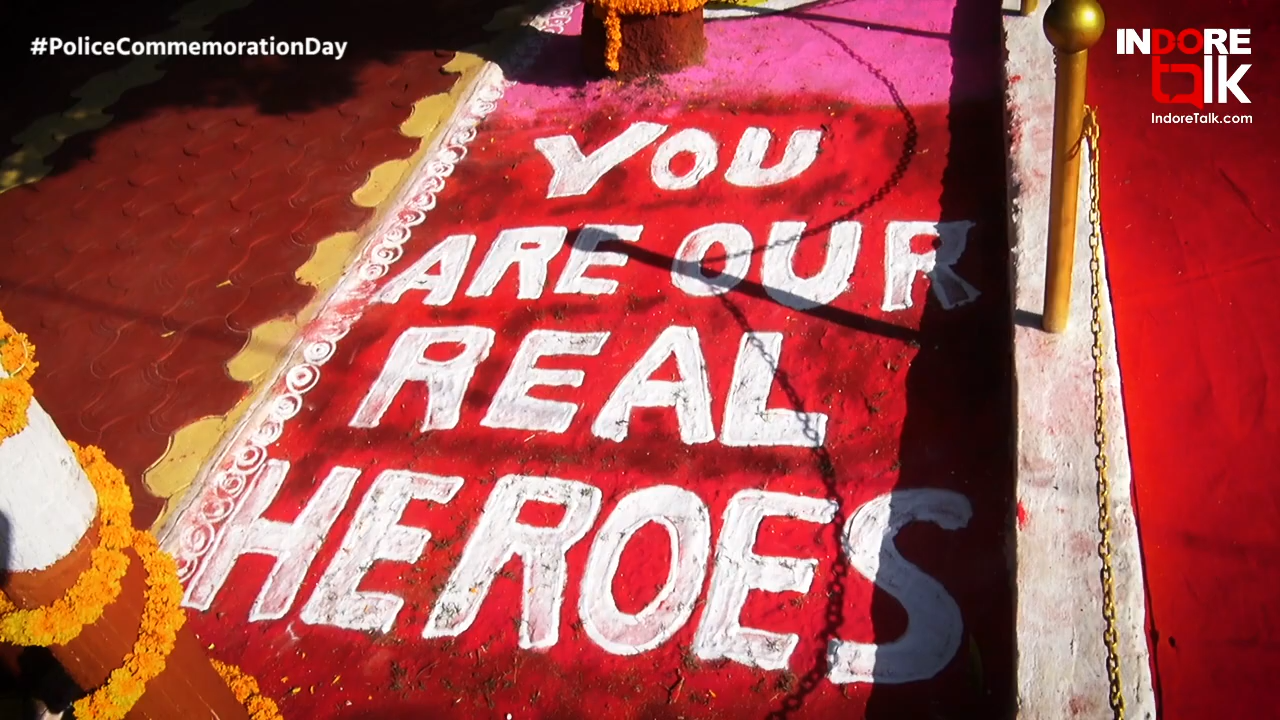 #PoliceCommemorationDay
INDORE
talk
IndoreTalk.com
YOU
ARE OUR
REAL
HEROES